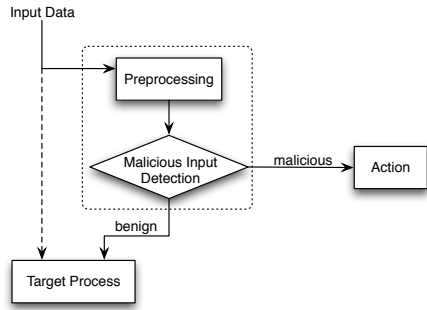 Input Data
Preprocessing
Malicious Input
Detection
malicious
Action
benign
Target Process